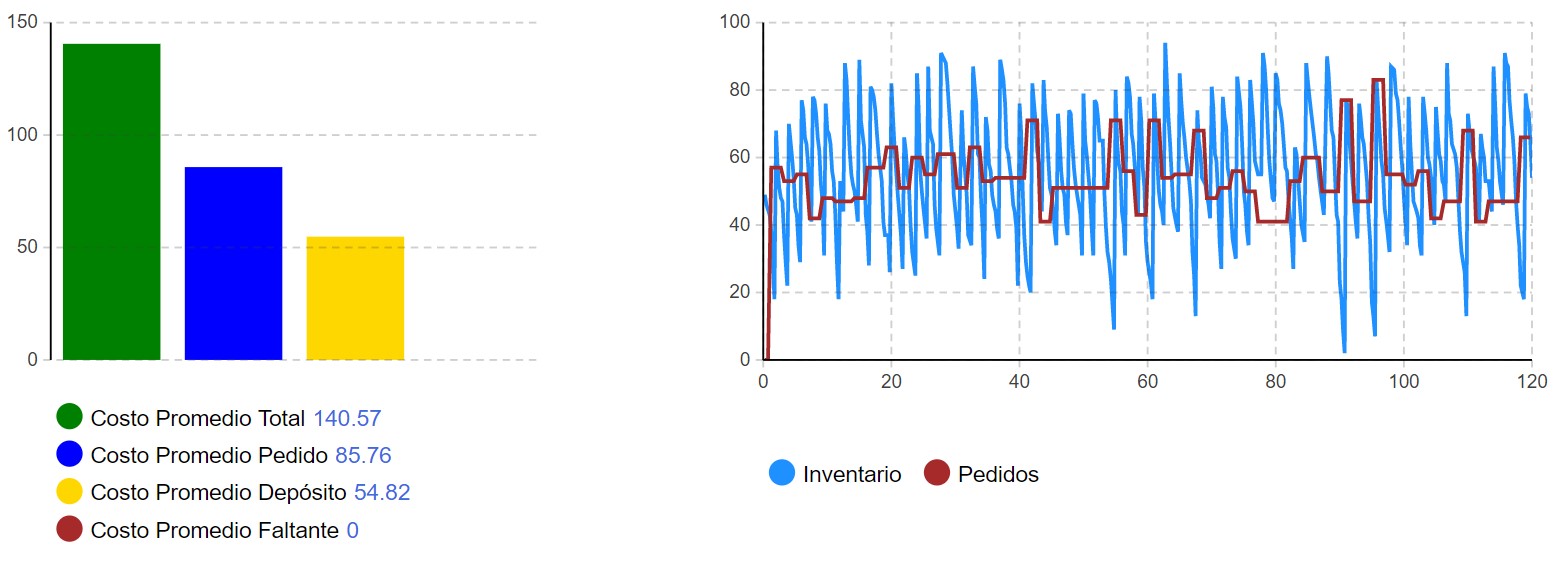 150
100
50
0
Costo Promedio Total 140.57
Costo Promedio Pedido 85.76
Costo Promedio Depósito 54.82
Costo Promedio Faltante 0
100
80
60
40
20
0
0 20 40 60 80 100 120
Inventario Pedidos